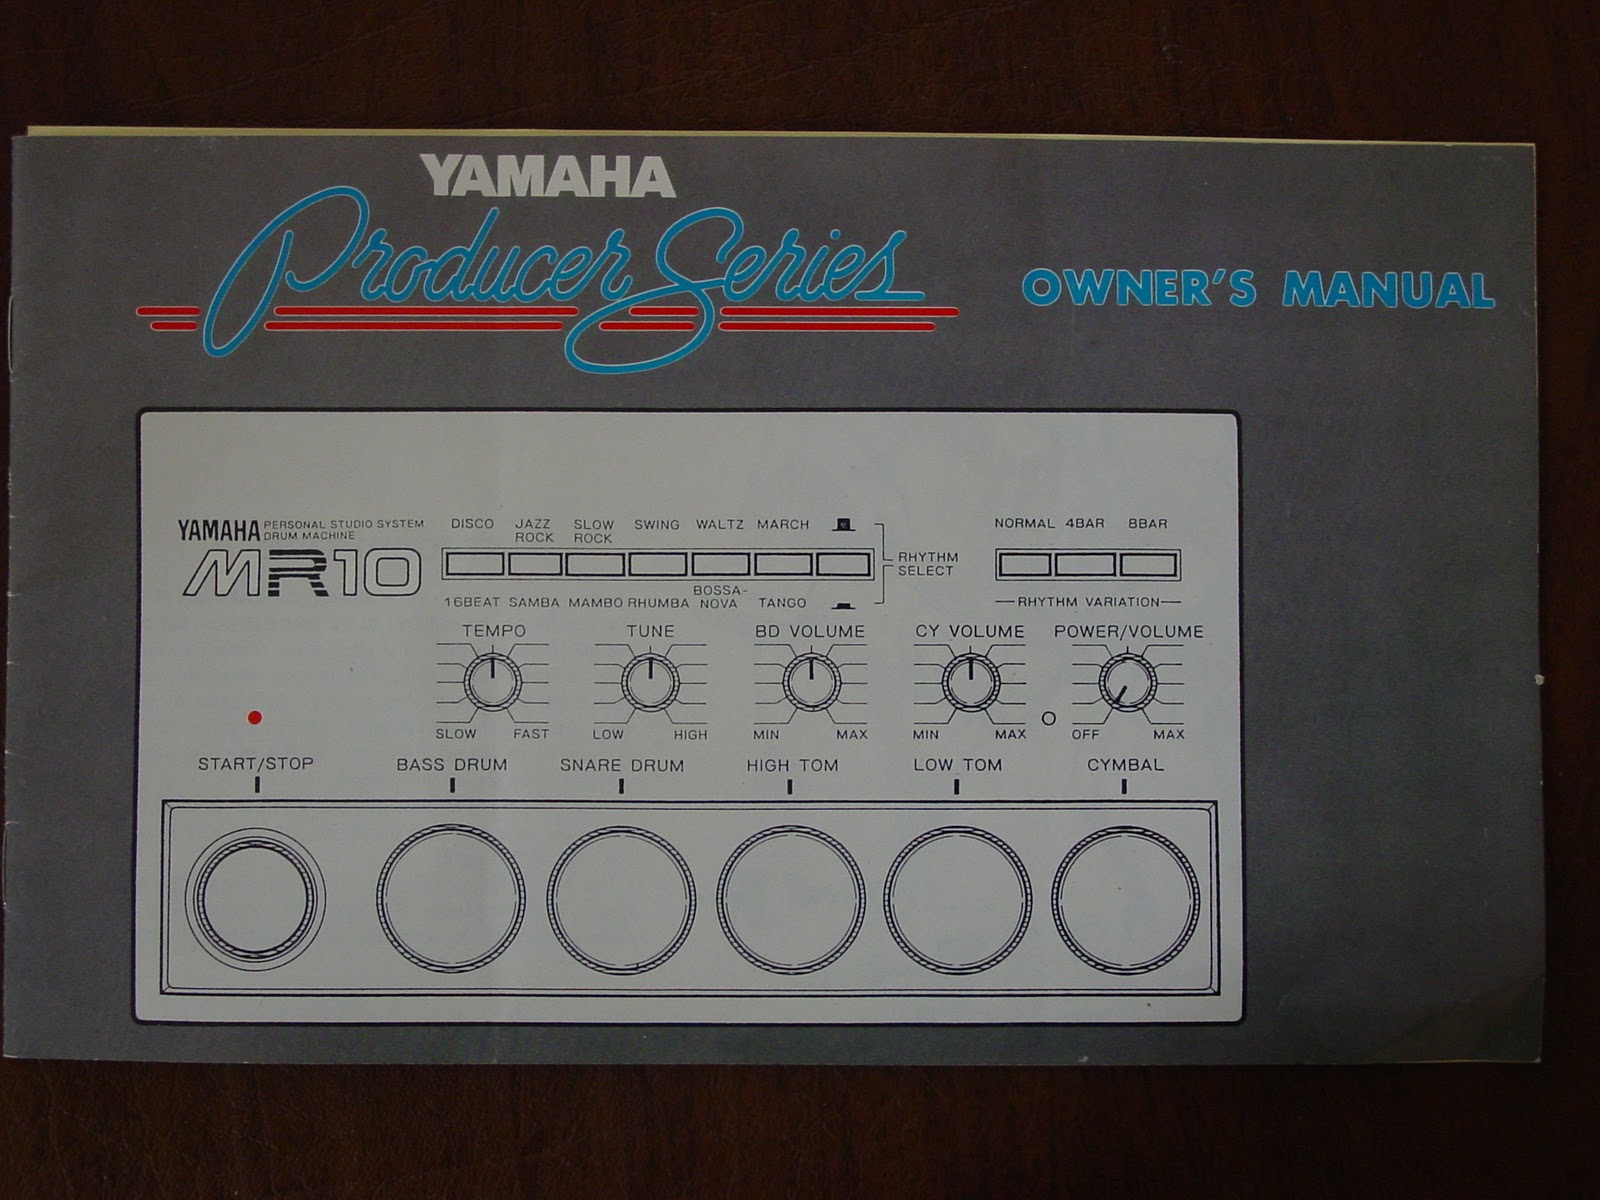 YAMAHA
Producer Series
OWNER'S MANUAL
YAMAHA PERSONAL STUDIO SYSTEM
DRUM MACHINE
MR10
DISCO JAZZ ROCK SLOW ROCK SWING WALTZ MARCH
RHYTHM SELECT
16BEAT SAMBA MAMBO RHUMBA BOSSA-NOVA TANGO
NORMAL 4BAR 8BAR
RHYTHM VARIATION
TEMPO TUNE BD VOLUME CY VOLUME POWER/VOLUME
SLOW FAST LOW HIGH MIN MAX MIN MAX OFF MAX
START/STOP BASS DRUM SNARE DRUM HIGH TOM LOW TOM CYMBAL